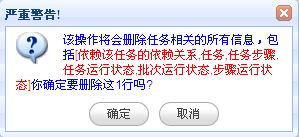 严重警告!
该操作将会删除任务相关的所有信息，包
括[依赖该任务的依赖关系,任务,任务步骤,
任务运行状态,批次运行状态,步骤运行状
态]你确定要删除这1行吗?
确定
取消